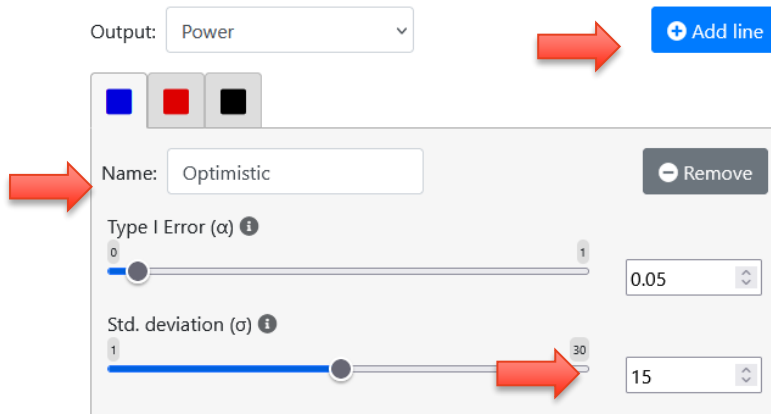 Output: Power Add line
Name: Optimistic Remove
Type I Error (α)
0 1
0.05
Std. deviation (σ)
1 30
15